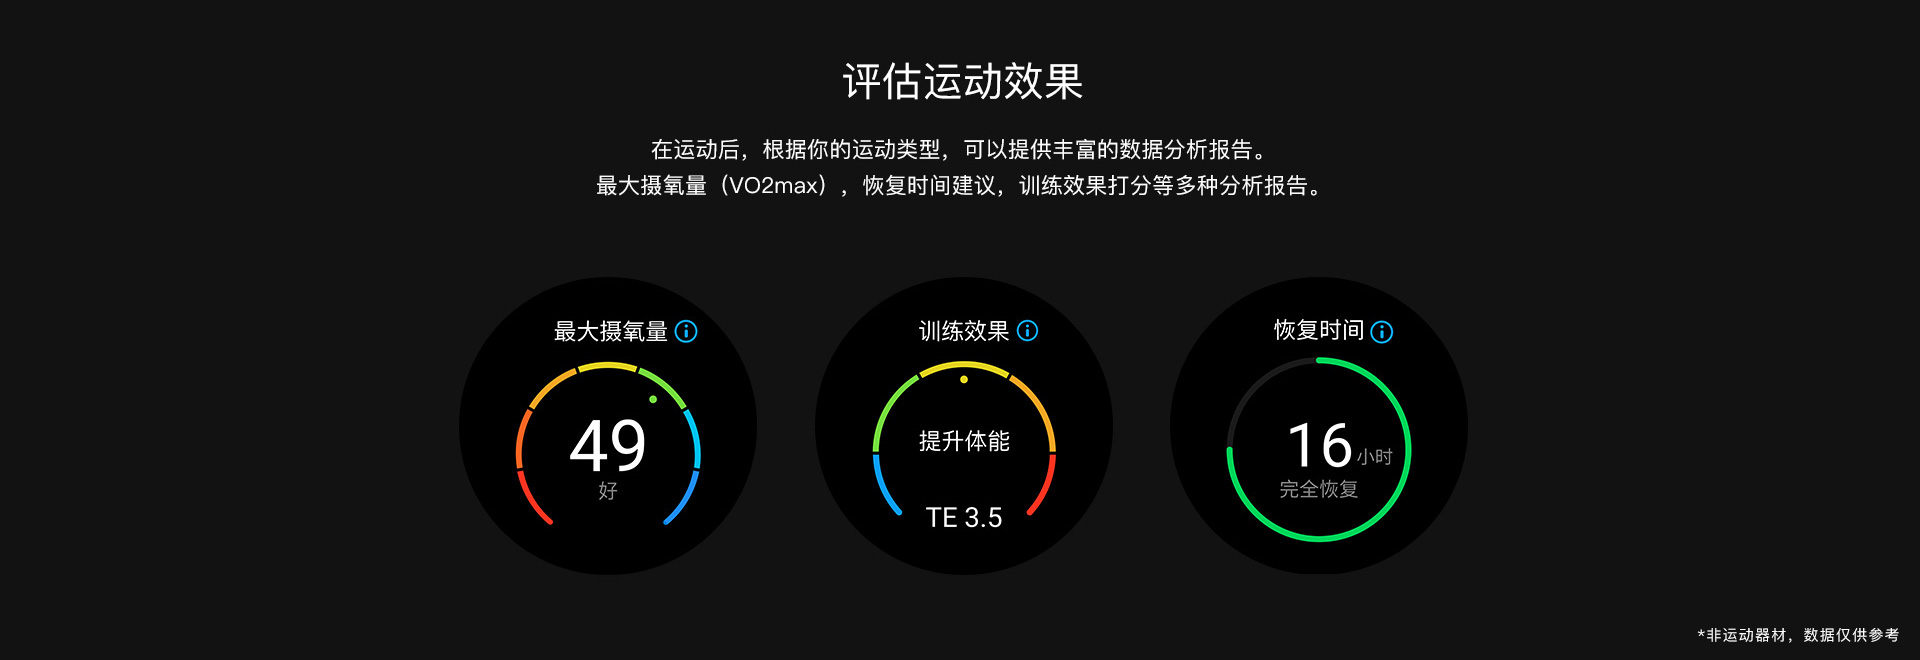 评估运动效果
在运动后，根据你的运动类型，可以提供丰富的数据分析报告。
最大摄氧量（VO2max），恢复时间建议，训练效果打分等多种分析报告。
最大摄氧量
49
好
训练效果
提升体能
TE 3.5
恢复时间
16小时
完全恢复
*非运动器材，数据仅供参考